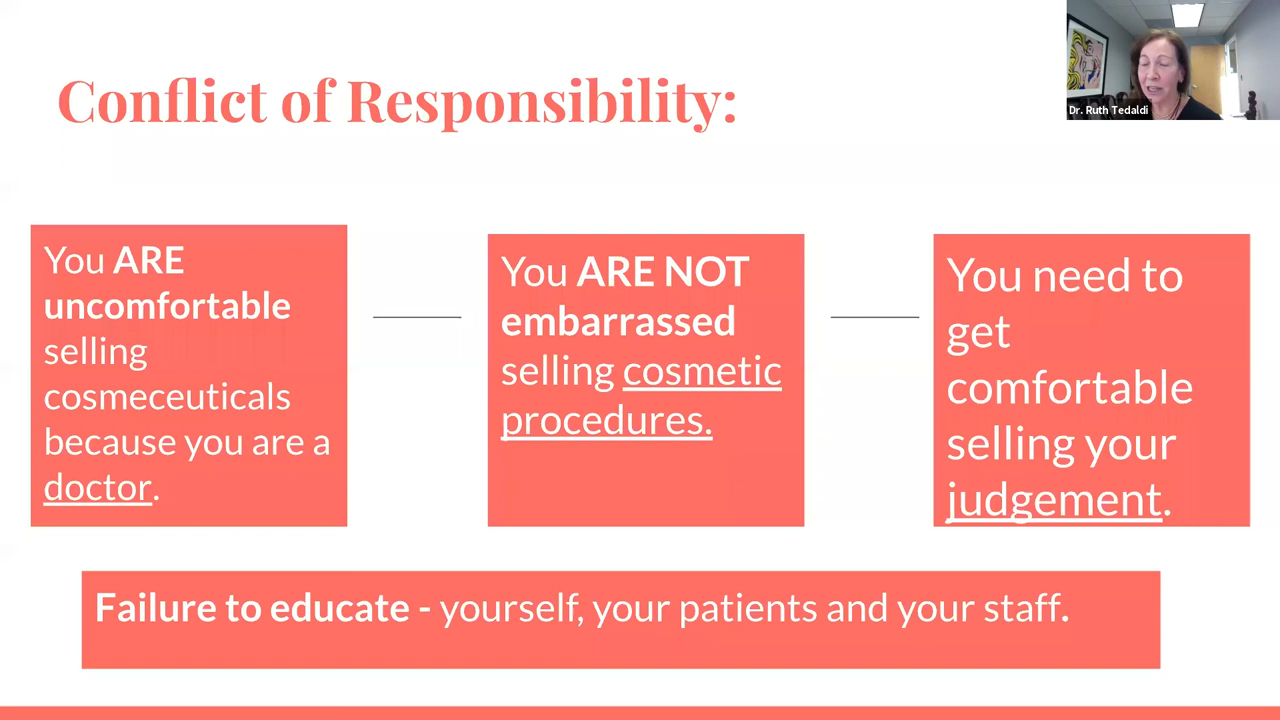 Conflict of Responsibility:
Dr. Ruth Tedaldi
You ARE
uncomfortable
selling
cosmeceuticals
because you are a
doctor.
You ARE NOT
embarrassed
selling cosmetic
procedures.
You need to
get
comfortable
selling your
judgement.
Failure to educate - yourself, your patients and your staff.